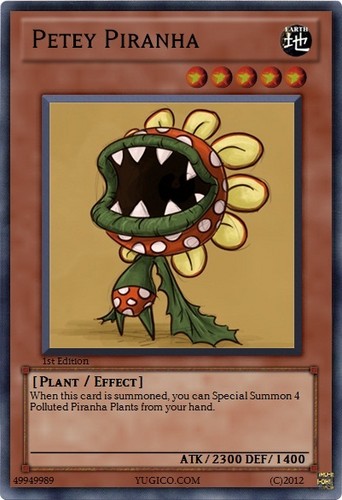 PETEY PIRANHA
EARTH
地
1st Edition
[PLANT / EFFECT]
When this card is summoned, you can Special Summon 4
Polluted Piranha Plants from your hand.
ATK / 2300 DEF / 1400
49949989 YUGICO.COM (C)2012